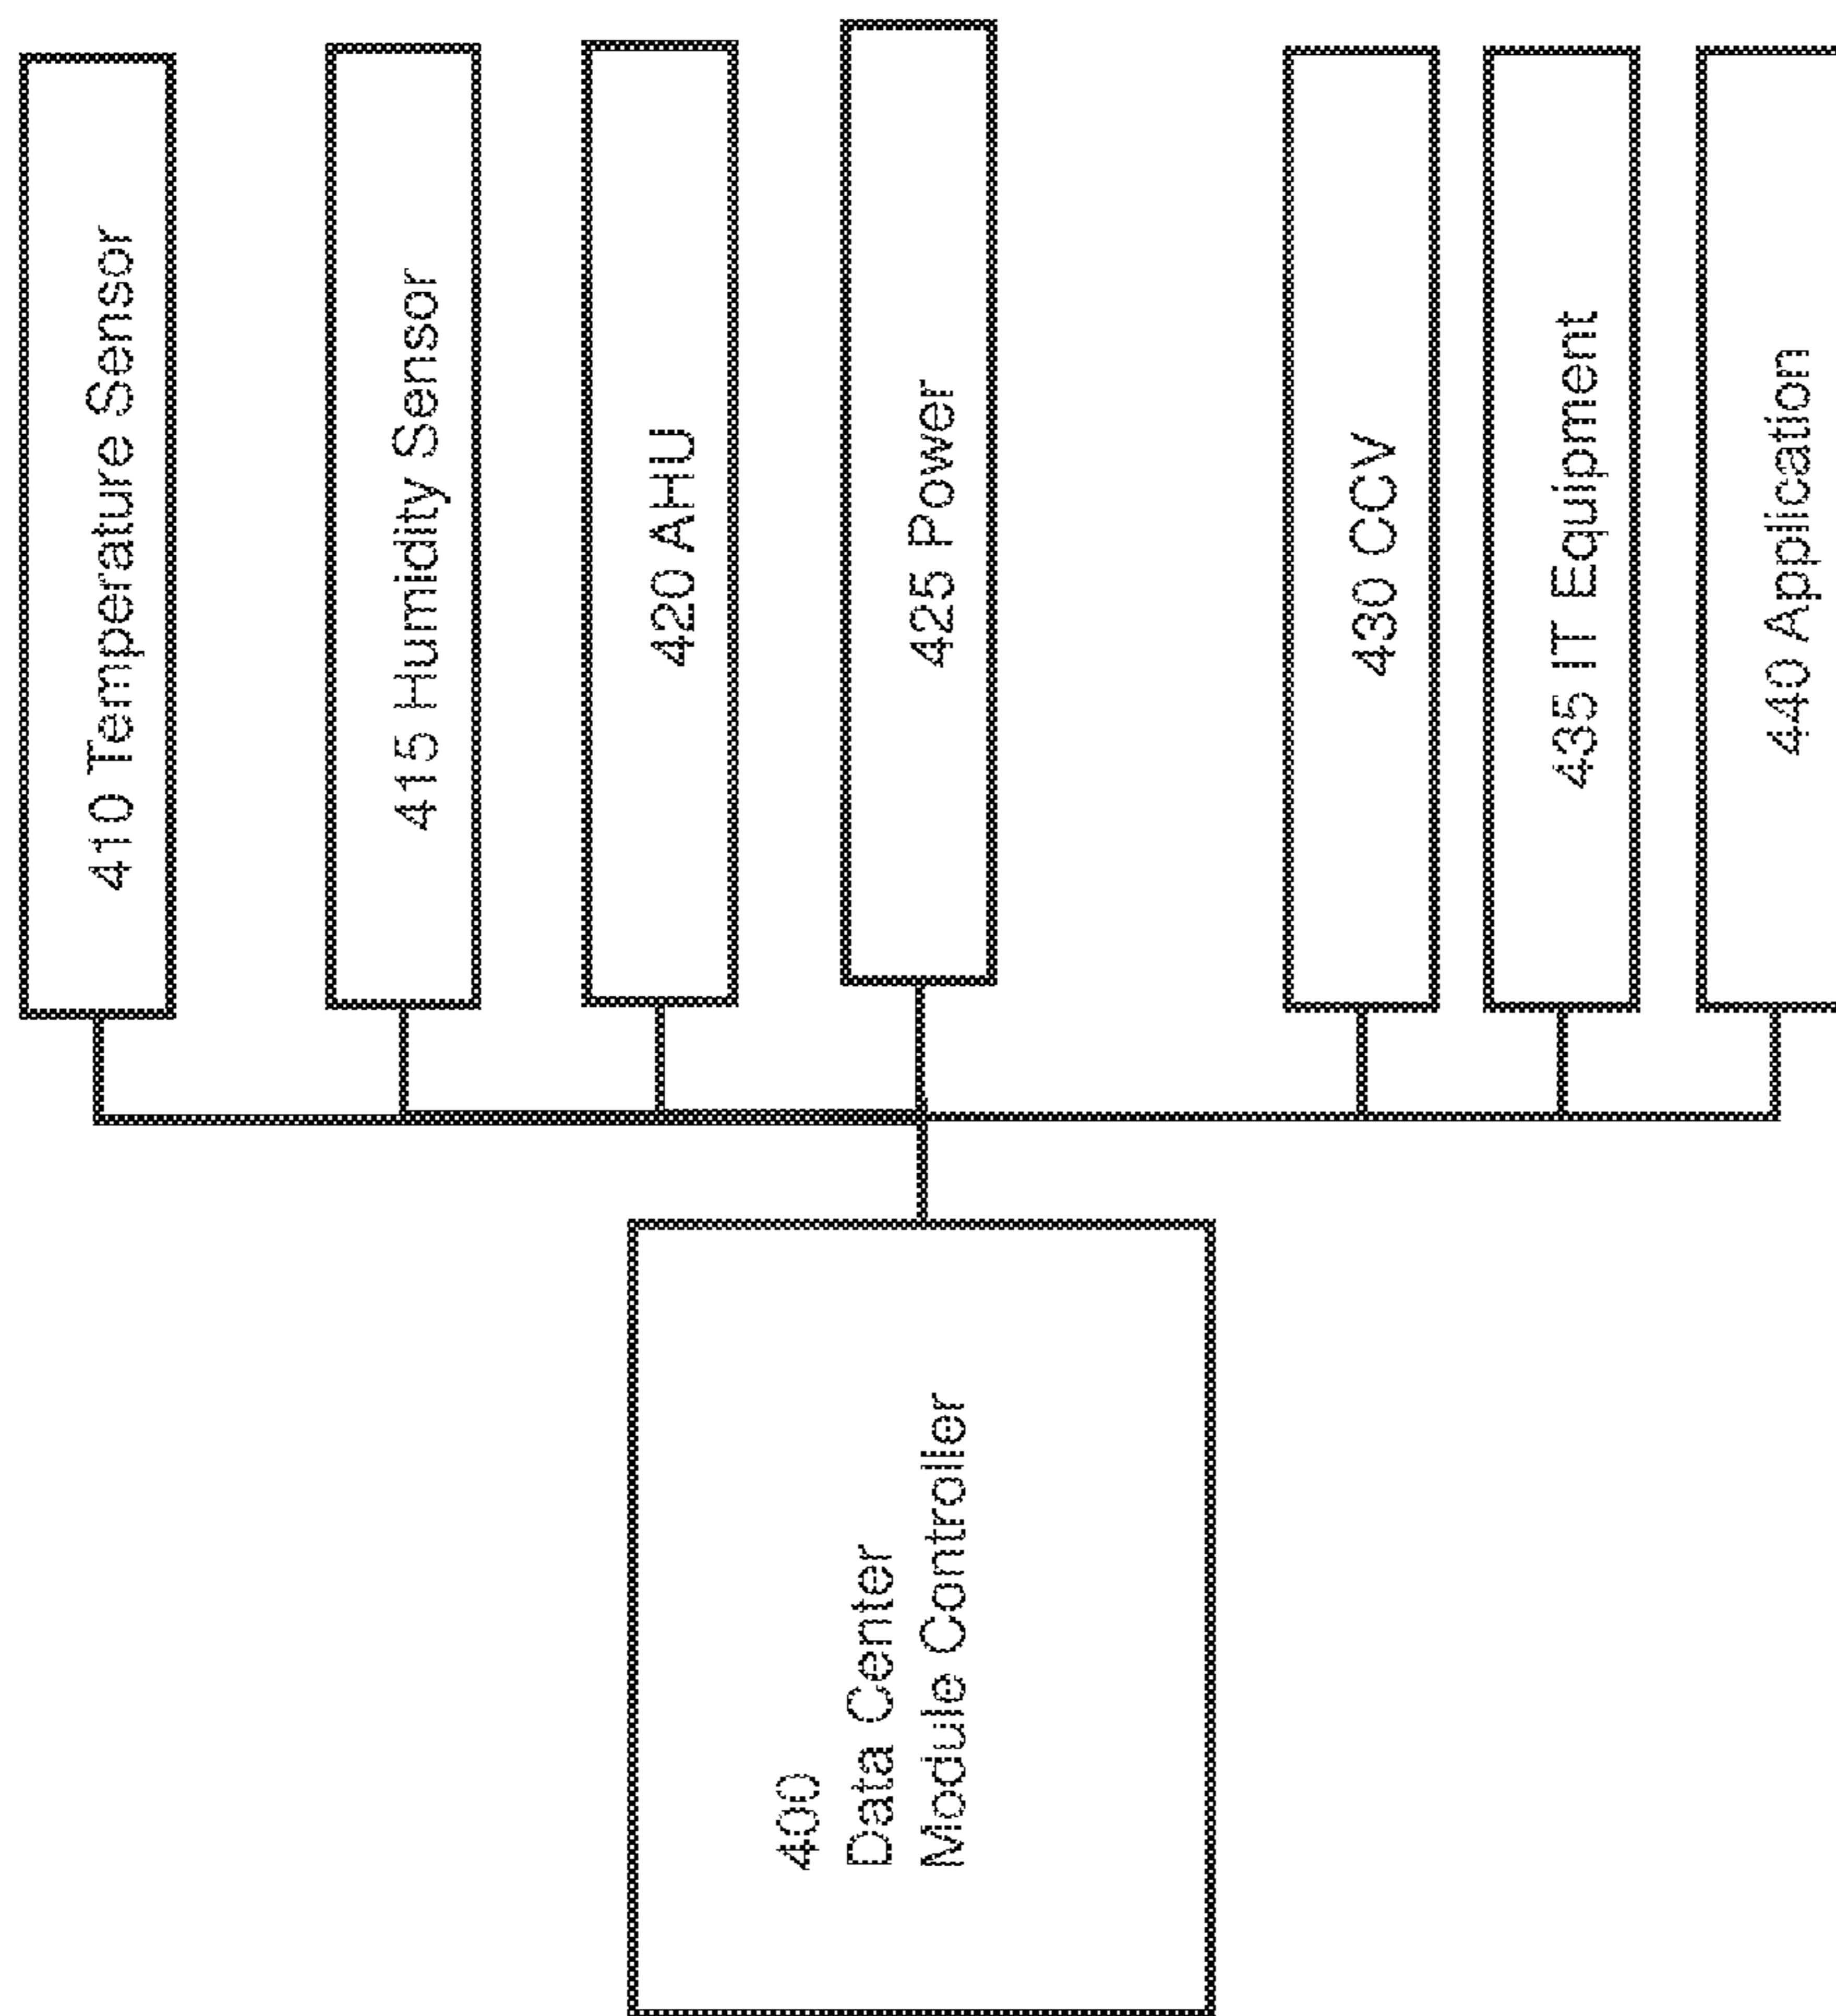 410 Temperature Sensor
415 Humidity Sensor
420 AHU
425 Power
430 CCV
435 IT Equipment
440 Application
400
Data Center
Module Controller